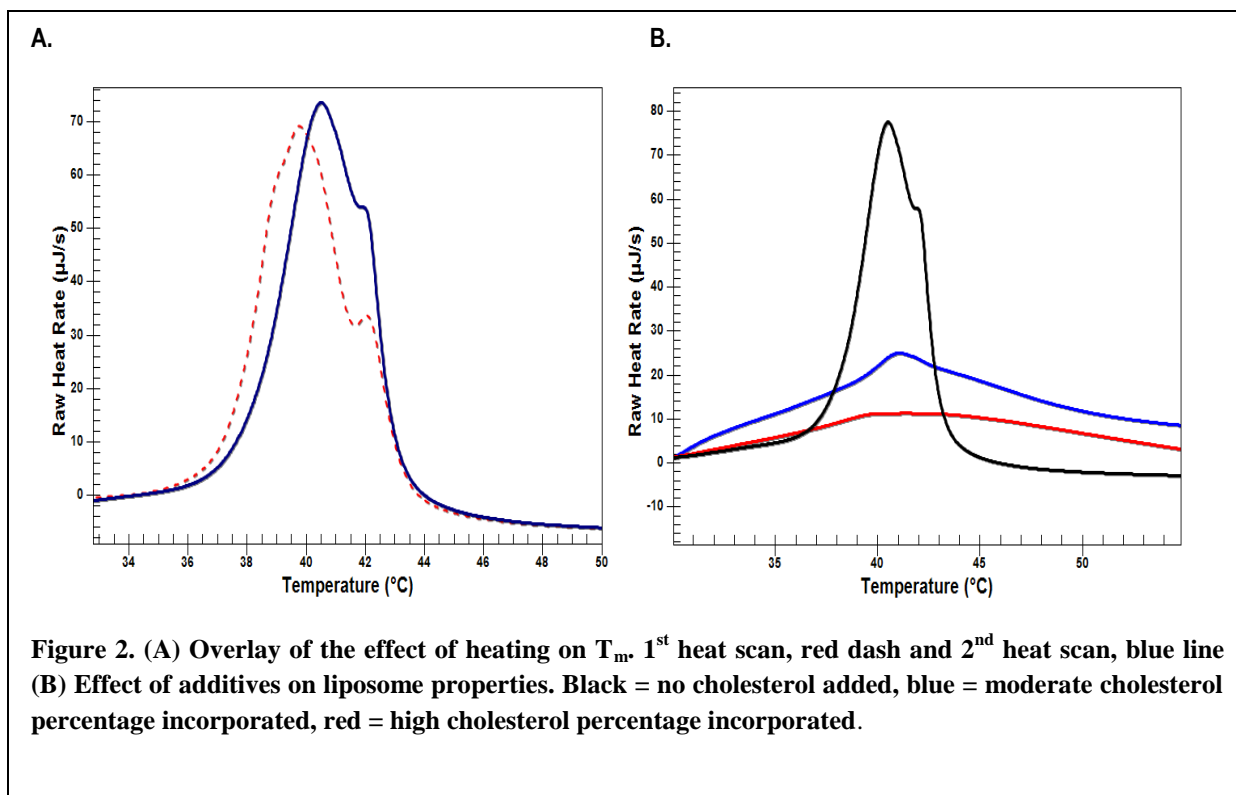 A.
B.
70
60
50
40
30
20
10
0
Raw Heat Rate (µJ/s)
34 36 38 40 42 44 46 48 50
Temperature (°C)
80
70
60
50
40
30
20
10
0
-10
Raw Heat Rate (µJ/s)
35 40 45 50
Temperature (°C)
Figure 2. (A) Overlay of the effect of heating on Tm. 1st heat scan, red dash and 2nd heat scan, blue line
(B) Effect of additives on liposome properties. Black = no cholesterol added, blue = moderate cholesterol
percentage incorporated, red = high cholesterol percentage incorporated.